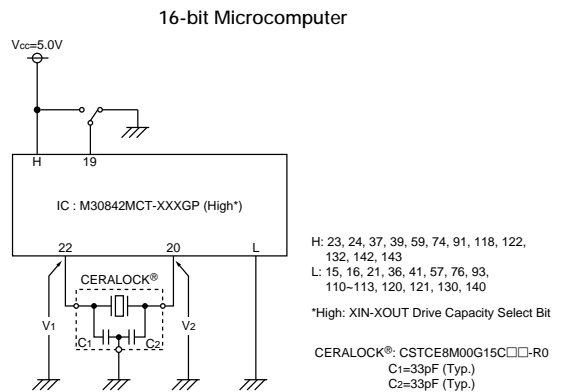 16-bit Microcomputer
Vcc=5.0V
H
19
IC : M30842MCT-XXXGP (High*)
22
20
L
CERALOCK®
V1
C1
C2
V2
H: 23, 24, 37, 39, 59, 74, 91, 118, 122,
132, 142, 143
L: 15, 16, 21, 36, 41, 57, 76, 93,
110~113, 120, 121, 130, 140
*High: XIN-XOUT Drive Capacity Select Bit
CERALOCK®: CSTCE8M00G15C□□-R0
C1=33pF (Typ.)
C2=33pF (Typ.)